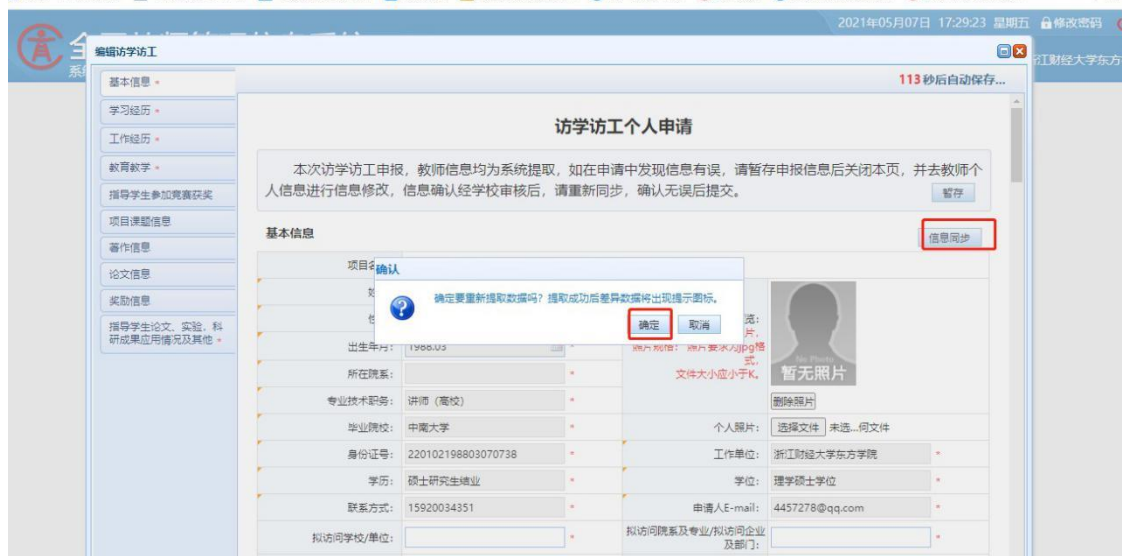 2021年05月07日 17:29:23 星期五 修改密码
编辑访学访工
113 秒后自动保存...
基本信息 *
学习经历 *
工作经历 *
教育教学 *
指导学生参加竞赛获奖
项目课题信息
著作信息
论文信息
奖励信息
指导学生论文、实验、科
研成果应用情况及其他 *
访学访工个人申请
本次访学访工申报，教师信息均为系统提取，如在申请中发现信息有误，请暂存申报信息后关闭本页，并去教师个
人信息进行信息修改，信息确认经学校审核后，请重新同步，确认无误后提交。
暂存
基本信息
信息同步
确认
确定要重新提取数据吗？提取成功后差异数据将出现提示图标。
确定 取消
出生年月: 1988.03 *
照片规格: 照片要求为jpg格
式,
文件大小应小于K。
No Photo
暂无照片
所在院系: *
专业技术职务: 讲师（高校） *
删除照片
毕业院校: 中南大学 *
个人照片: 选择文件 未选...何文件
身份证号: 220102198803070738 *
工作单位: 浙江财经大学东方学院 *
学历: 硕士研究生结业 *
学位: 理学硕士学位 *
联系方式: 15920034351 *
申请人E-mail: 4457278@qq.com *
拟访问学校/单位: *
拟访问院系及专业/拟访问企业
及部门: *